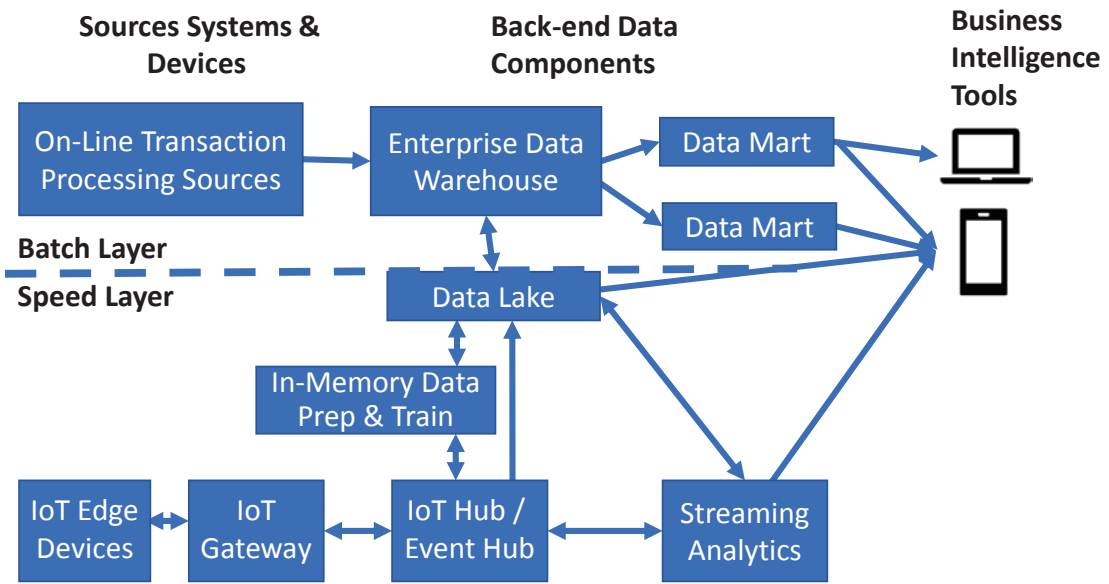 Sources Systems &
Devices
Back-end Data
Components
Business
Intelligence
Tools
On-Line Transaction
Processing Sources
Enterprise Data
Warehouse
Data Mart
Data Mart
Batch Layer
Speed Layer
Data Lake
In-Memory Data
Prep & Train
IoT Edge
Devices
IoT
Gateway
IoT Hub /
Event Hub
Streaming
Analytics